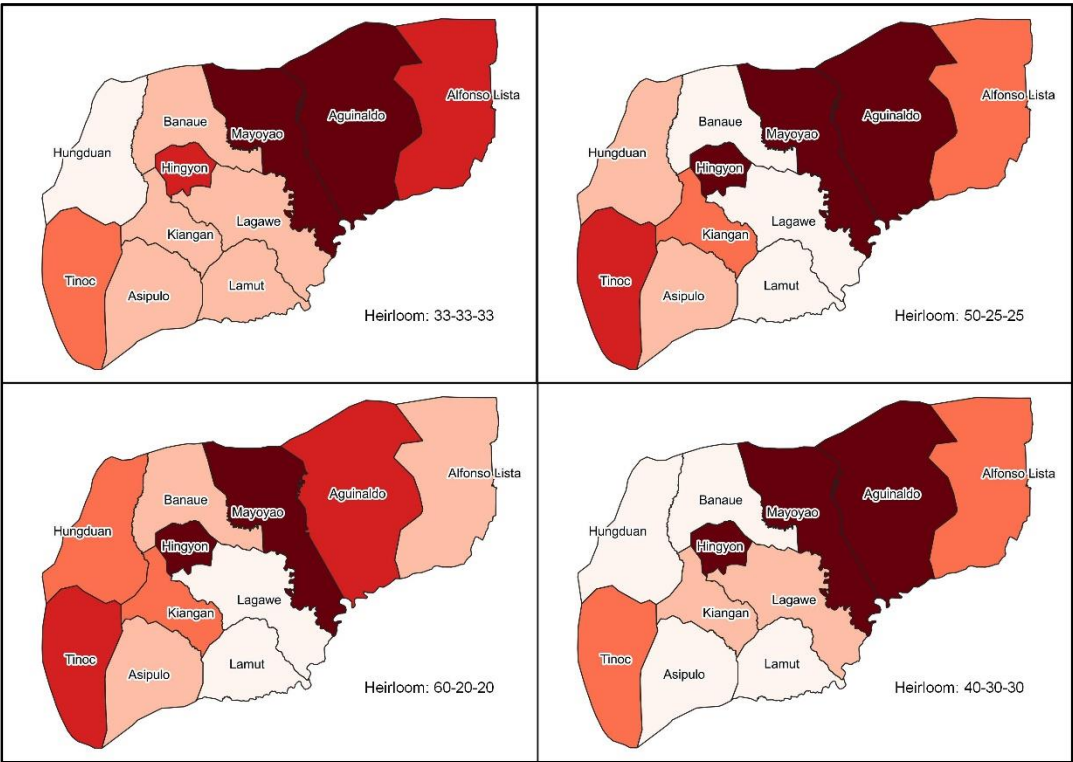 Alfonso Lista
Aguinaldo
Banaue
Mayoyao
Hungduan
Hingyon
Lagawe
Kiangan
Tinoc
Asipulo
Lamut
Heirloom: 33-33-33
Alfonso Lista
Aguinaldo
Banaue
Mayoyao
Hungduan
Hingyon
Lagawe
Kiangan
Tinoc
Asipulo
Lamut
Heirloom: 50-25-25
Alfonso Lista
Aguinaldo
Banaue
Mayoyao
Hungduan
Hingyon
Lagawe
Kiangan
Tinoc
Asipulo
Lamut
Heirloom: 60-20-20
Alfonso Lista
Aguinaldo
Banaue
Mayoyao
Hungduan
Hingyon
Lagawe
Kiangan
Tinoc
Asipulo
Lamut
Heirloom: 40-30-30